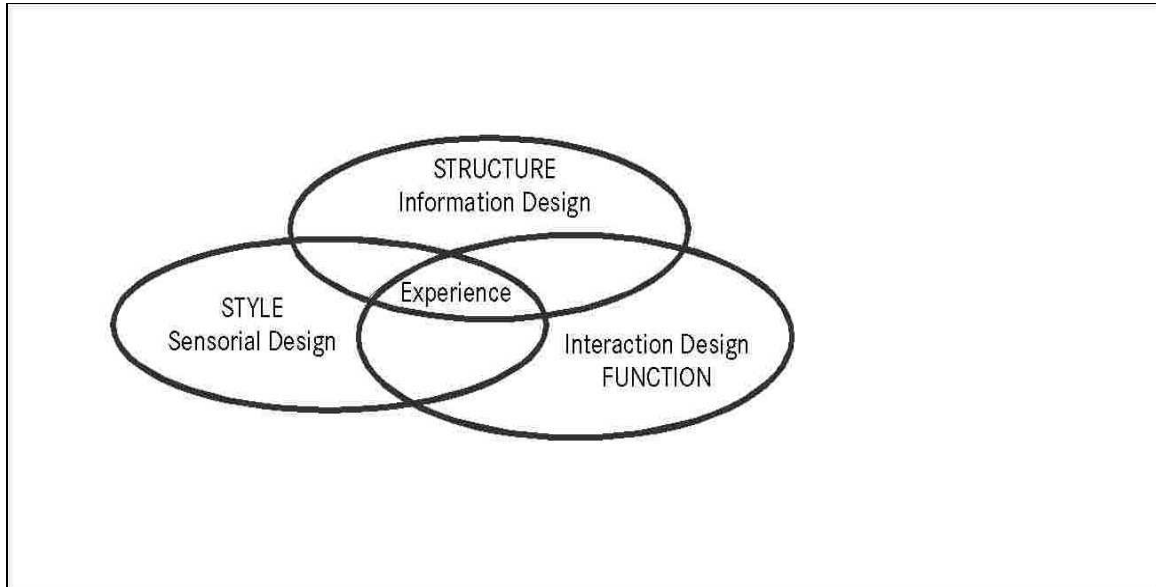 STRUCTURE
Information Design
Experience
STYLE
Sensorial Design
Interaction Design
FUNCTION